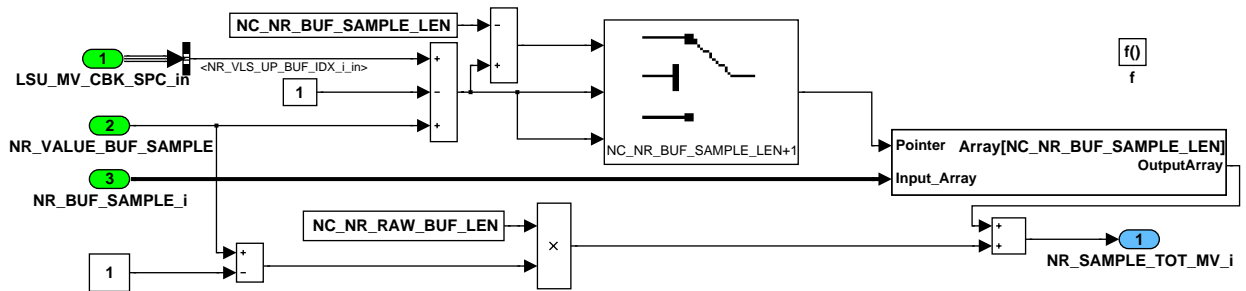 NC_NR_BUF_SAMPLE_LEN
−
+
1
LSU_MV_CBK_SPC_in
<NR_VLS_UP_BUF_IDX_i_in>
+
−
+
1
2
NR_VALUE_BUF_SAMPLE
3
NR_BUF_SAMPLE_i
NC_NR_BUF_SAMPLE_LEN+1
f()
f
Pointer
Array[NC_NR_BUF_SAMPLE_LEN]
OutputArray
Input_Array
NC_NR_RAW_BUF_LEN
×
1
+
−
+
+
1
NR_SAMPLE_TOT_MV_i